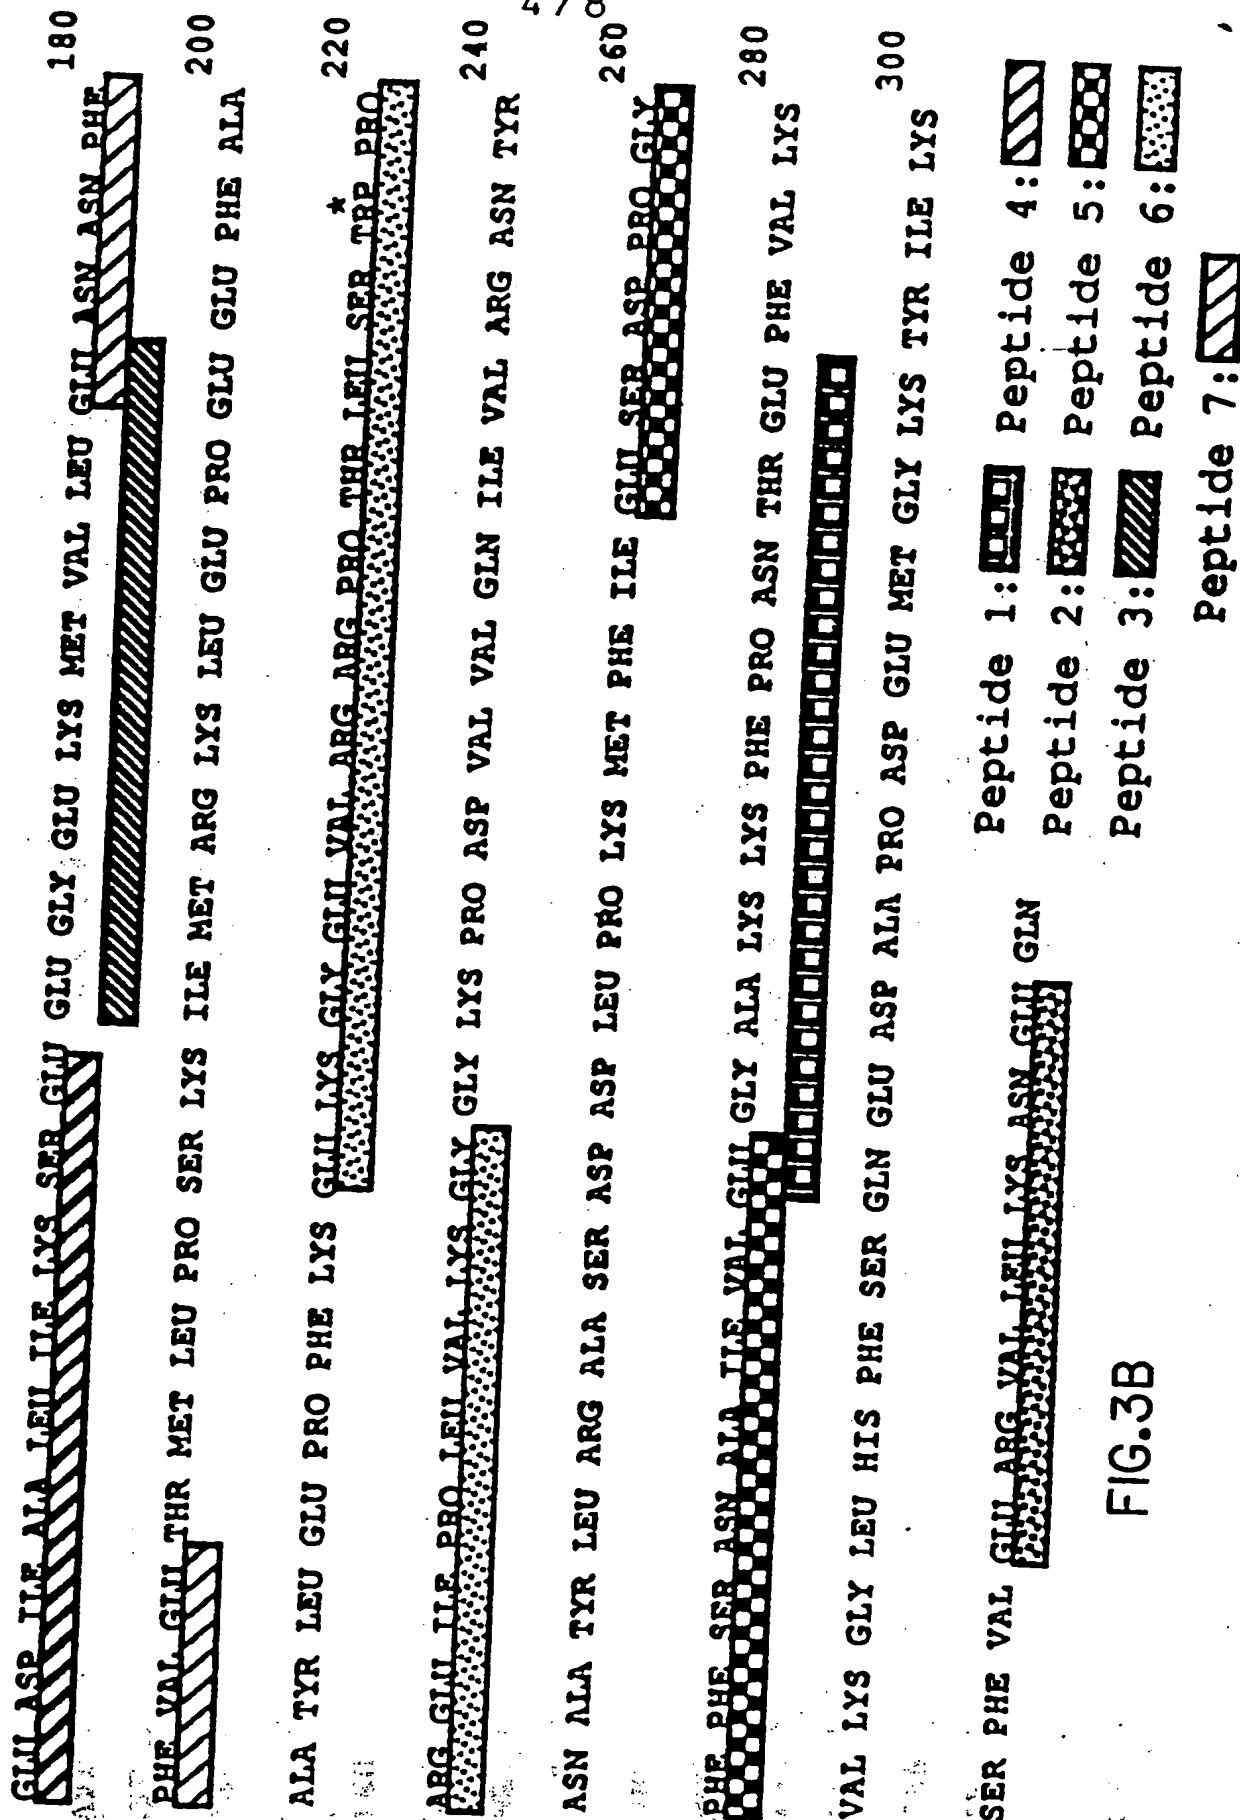 4/8
GLU ASP ILE ALA LEU ILE LYS SER GLU GLU GLY GLU LYS MET VAL LEU GLU ASN ASN PHE 180
PHE VAL GLU THR MET LEU PRO SER LYS ILE MET ARG LYS LEU GLU PRO GLU GLU PHE ALA 200
ALA TYR LEU GLU PRO PHE LYS GLU LYS GLY GLU VAL ARG ARG PRO THR LEU SER TRP PRO 220
*
ARG GLU ILE PRO LEU VAL LYS GLY GLY LYS PRO ASP VAL VAL GLN ILE VAL ARG ASN TYR 240
ASN ALA TYR LEU ARG ALA SER ASP ASP LEU PRO LYS MET PHE ILE GLU SER ASP PRO GLY 260
PHE PHE SER ASN ALA ILE VAL GLU GLY ALA LYS LYS PHE PRO ASN THR GLU PHE VAL LYS 280
VAL LYS GLY LEU HIS PHE SER GLN GLU ASP ALA PRO ASP GLU MET GLY LYS TYR ILE LYS 300
SER PHE VAL GLU ARG VAL LEU LYS ASN GLU GLN
Peptide 1: Peptide 4:
Peptide 2: Peptide 5:
Peptide 3: Peptide 6:
Peptide 7:
FIG.3B